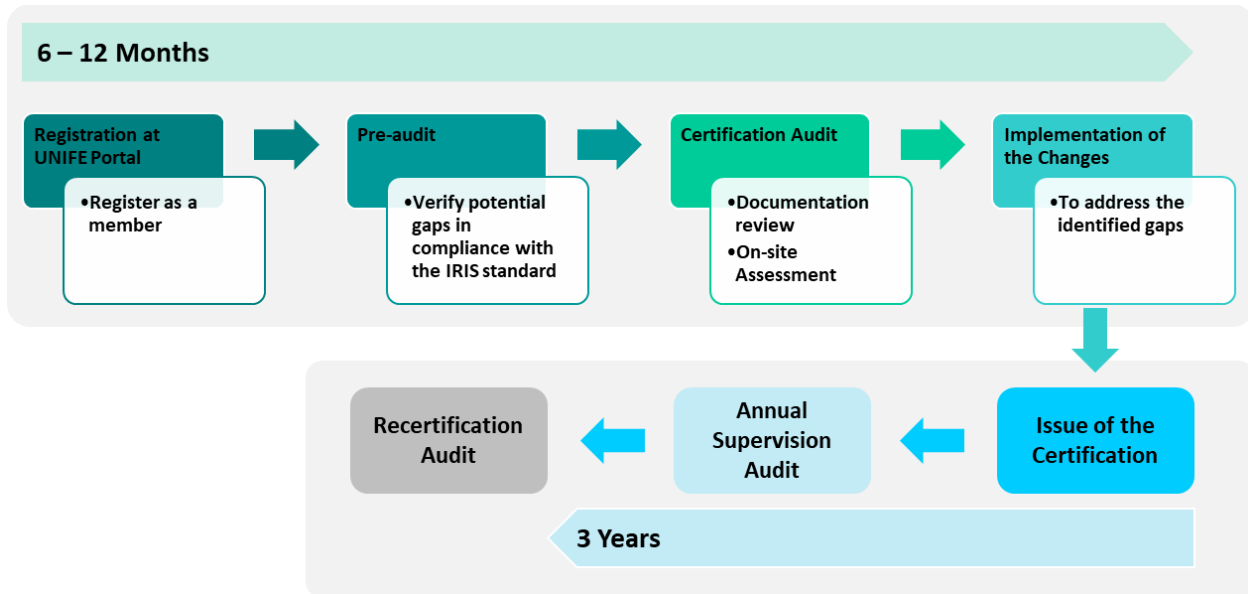 6 – 12 Months
Registration at
UNIFE Portal
•Register as a
member
Pre-audit
•Verify potential
gaps in
compliance with
the IRIS standard
Certification Audit
•Documentation
review
•On-site
Assessment
Implementation of
the Changes
•To address the
identified gaps
Issue of the
Certification
Annual
Supervision
Audit
Recertification
Audit
3 Years